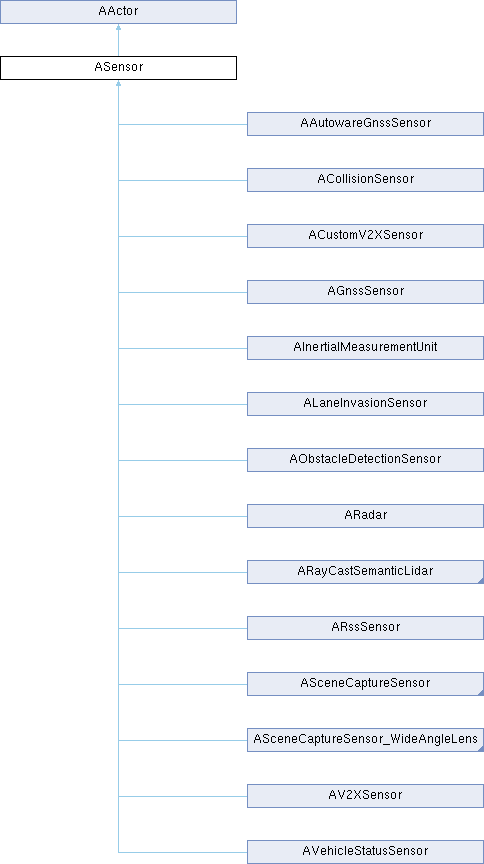 AActor
ASensor
AAutowareGnssSensor
ACollisionSensor
ACustomV2XSensor
AGnssSensor
AInertialMeasurementUnit
ALaneInvasionSensor
AObstacleDetectionSensor
ARadar
ARayCastSemanticLidar
ARssSensor
ASceneCaptureSensor
ASceneCaptureSensor_WideAngleLens
AV2XSensor
AVehicleStatusSensor